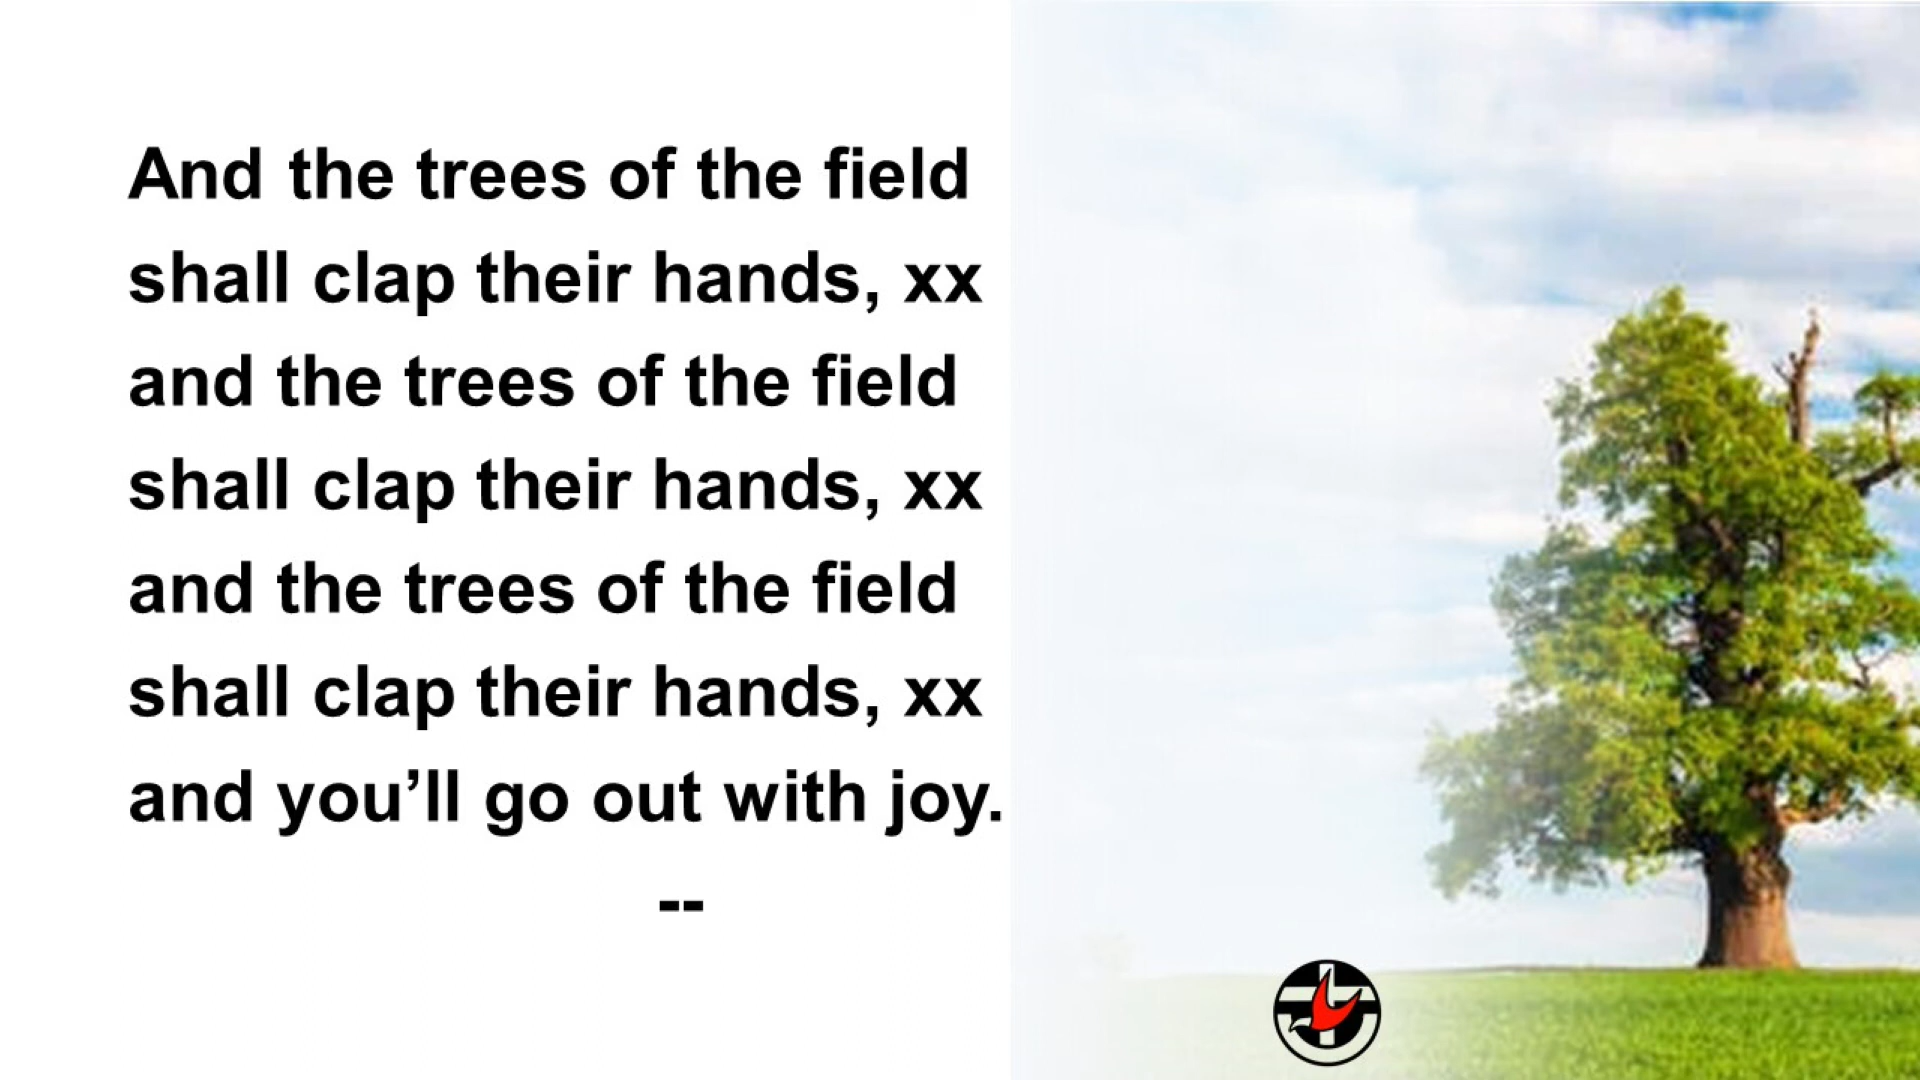 And the trees of the field
shall clap their hands, xx
and the trees of the field
shall clap their hands, xx
and the trees of the field
shall clap their hands, xx
and you’ll go out with joy.
--